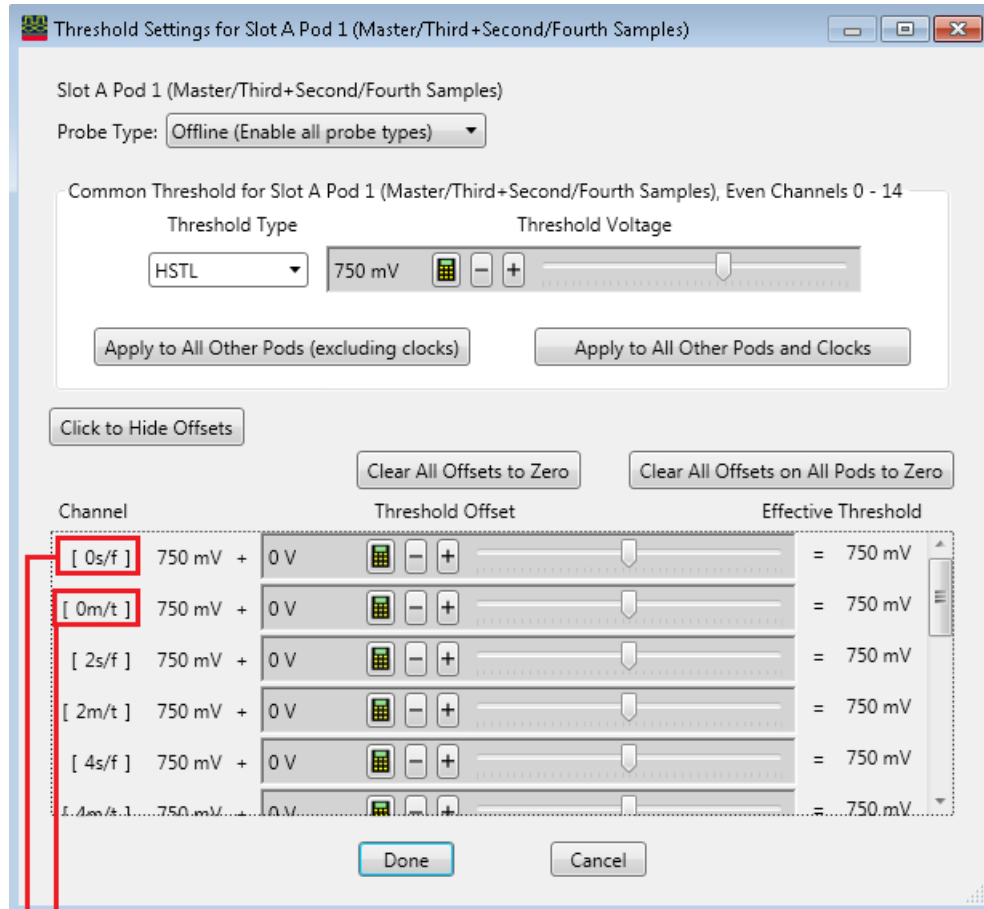 Threshold Settings for Slot A Pod 1 (Master/Third+Second/Fourth Samples)
Slot A Pod 1 (Master/Third+Second/Fourth Samples)
Probe Type: Offline (Enable all probe types)
Common Threshold for Slot A Pod 1 (Master/Third+Second/Fourth Samples), Even Channels 0 - 14
Threshold Type Threshold Voltage
HSTL 750 mV - +
Apply to All Other Pods (excluding clocks) Apply to All Other Pods and Clocks
Click to Hide Offsets
Clear All Offsets to Zero Clear All Offsets on All Pods to Zero
Channel Threshold Offset Effective Threshold
[ 0s/f ] 750 mV + 0 V - + = 750 mV
[ 0m/t ] 750 mV + 0 V - + = 750 mV
[ 2s/f ] 750 mV + 0 V - + = 750 mV
[ 2m/t ] 750 mV + 0 V - + = 750 mV
[ 4s/f ] 750 mV + 0 V - + = 750 mV
[ 4m/t ] 750 mV + 0 V - + = 750 mV
Done Cancel